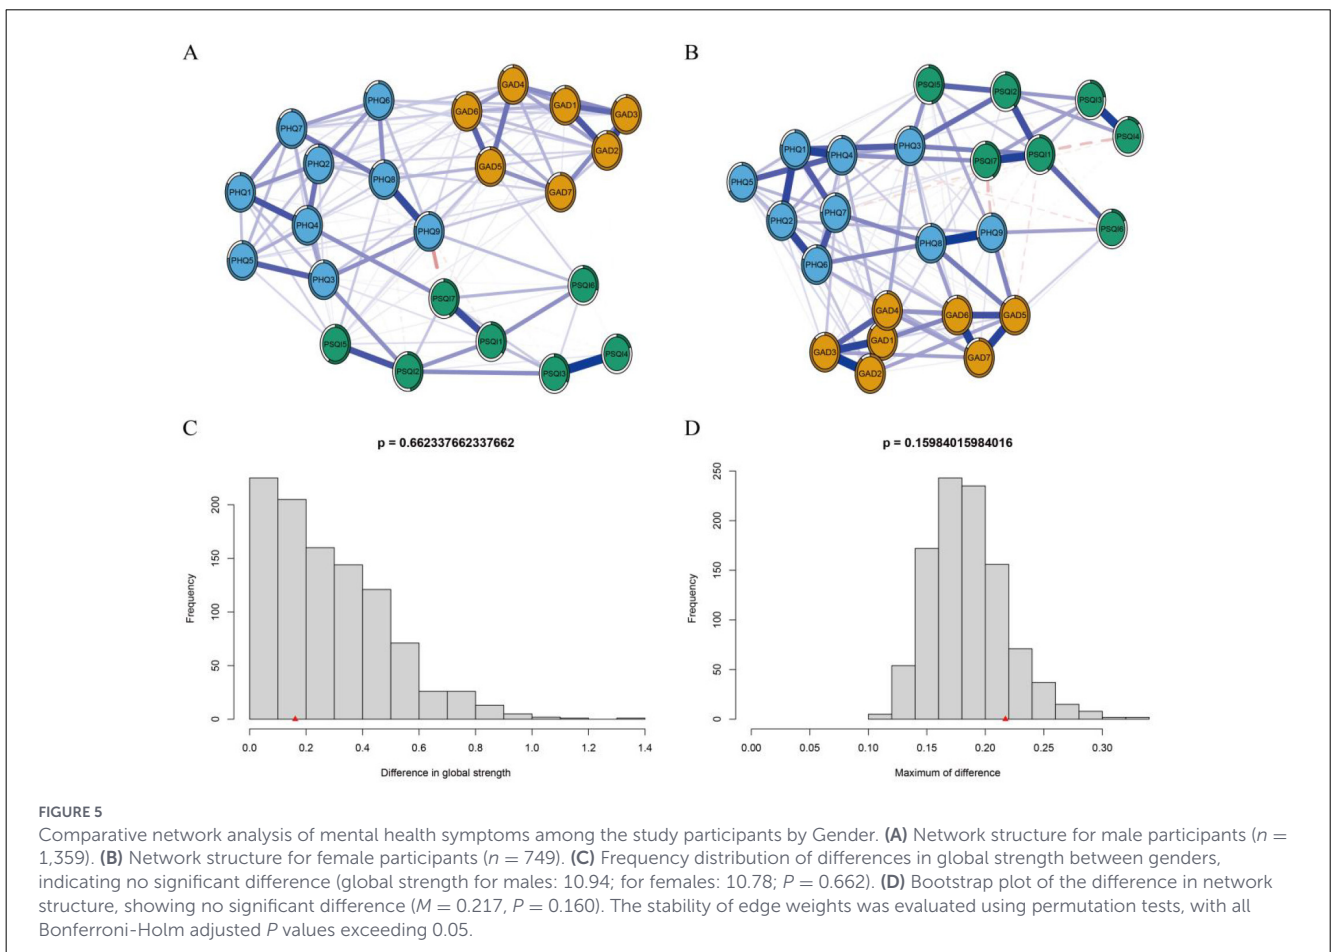 A
B
PHQ6
GAD4
GAD6
GAD1
GAD3
PHQ7
GAD2
PHQ2
GAD5
PHQ8
PHQ1
GAD7
PHQ4
PHQ9
PHQ5
PHQ3
PSQI7
PSQI6
PSQI5
PSQI1
PSQI4
PSQI2
PSQI3
PSQI5
PSQI2
PSQI3
PSQI4
PHQ1
PHQ4
PHQ3
PSQI7
PSQI1
PHQ5
PHQ2
PHQ7
PHQ8
PHQ9
PSQI6
PHQ6
GAD4
GAD6
GAD5
GAD3
GAD1
GAD7
GAD2
C
p = 0.662337662337662
Frequency
0
50
100
150
200
0.0 0.2 0.4 0.6 0.8 1.0 1.2 1.4
Difference in global strength
D
p = 0.15984015984016
Frequency
0
50
100
150
200
250
0.00 0.05 0.10 0.15 0.20 0.25 0.30
Maximum of difference
FIGURE 5
Comparative network analysis of mental health symptoms among the study participants by Gender. (A) Network structure for male participants (n =
1,359). (B) Network structure for female participants (n = 749). (C) Frequency distribution of differences in global strength between genders,
indicating no significant difference (global strength for males: 10.94; for females: 10.78; P = 0.662). (D) Bootstrap plot of the difference in network
structure, showing no significant difference (M = 0.217, P = 0.160). The stability of edge weights was evaluated using permutation tests, with all
Bonferroni-Holm adjusted P values exceeding 0.05.